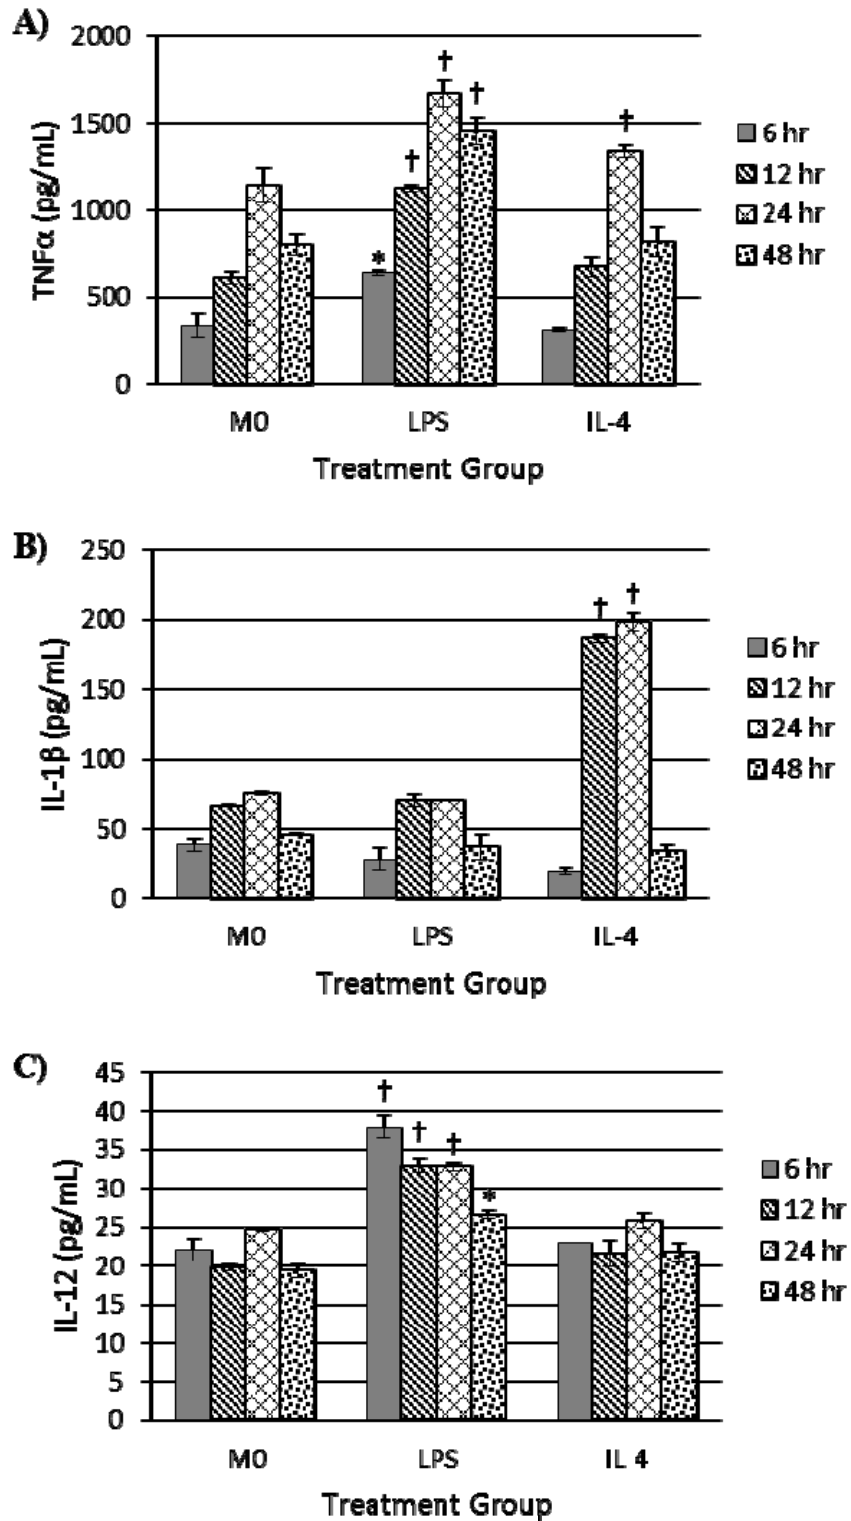 A)
2000
1500
1000
500
0
TNFα (pg/mL)
†
†
†
†
*
6 hr
12 hr
24 hr
48 hr
M0 LPS IL-4
Treatment Group
B)
250
200
150
100
50
0
IL-1β (pg/mL)
† †
6 hr
12 hr
24 hr
48 hr
M0 LPS IL-4
Treatment Group
C)
45
40
35
30
25
20
15
10
5
0
IL-12 (pg/mL)
†
†
†
*
6 hr
12 hr
24 hr
48 hr
M0 LPS IL 4
Treatment Group